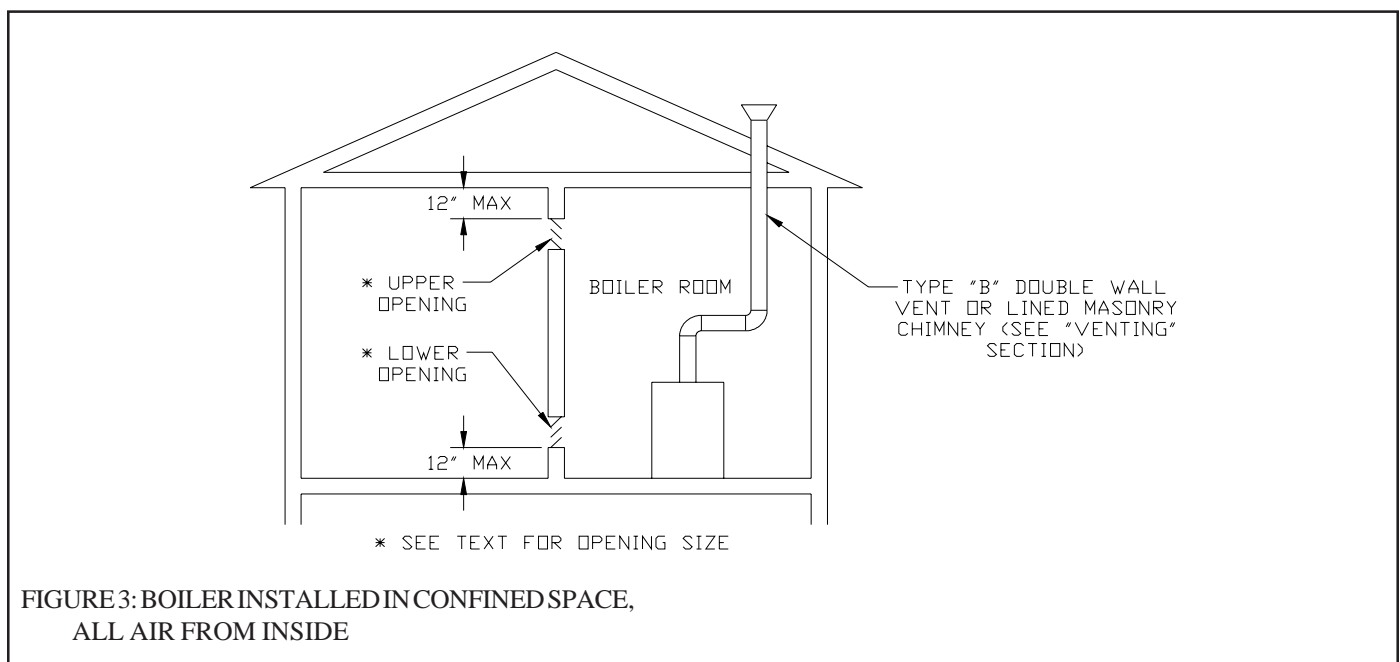 12" MAX
* UPPER
OPENING
BOILER ROOM
TYPE "B" DOUBLE WALL
VENT OR LINED MASONRY
CHIMNEY (SEE "VENTING"
SECTION)
* LOWER
OPENING
12" MAX
* SEE TEXT FOR OPENING SIZE
FIGURE 3: BOILER INSTALLED IN CONFINED SPACE,
ALL AIR FROM INSIDE